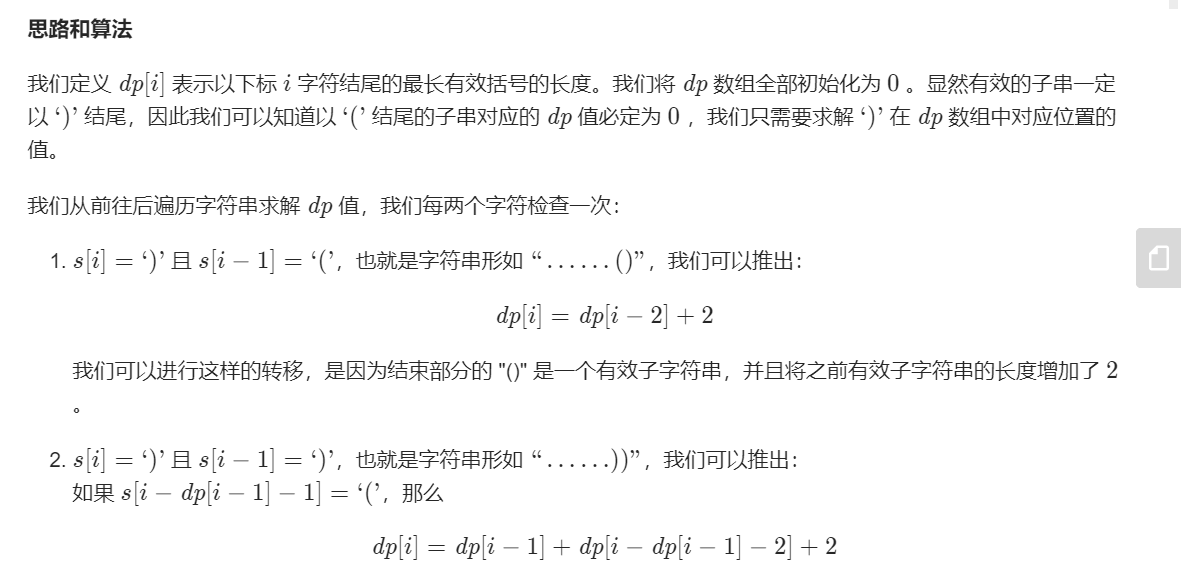 思路和算法
我们定义 dp[i] 表示以下标 i 字符结尾的最长有效括号的长度。我们将 dp 数组全部初始化为 0 。显然有效的子串一定
以 ‘)’ 结尾，因此我们可以知道以 ‘(’ 结尾的子串对应的 dp 值必定为 0 ，我们只需要求解 ‘)’ 在 dp 数组中对应位置的
值。
我们从前往后遍历字符串求解 dp 值，我们每两个字符检查一次：
1. s[i] = ‘)’ 且 s[i − 1] = ‘(’，也就是字符串形如 “……()”，我们可以推出：
dp[i] = dp[i − 2] + 2
我们可以进行这样的转移，是因为结束部分的 "()" 是一个有效子字符串，并且将之前有效子字符串的长度增加了 2
。
2. s[i] = ‘)’ 且 s[i − 1] = ‘)’，也就是字符串形如 “……))”，我们可以推出：
如果 s[i − dp[i − 1] − 1] = ‘(’，那么
dp[i] = dp[i − 1] + dp[i − dp[i − 1] − 2] + 2